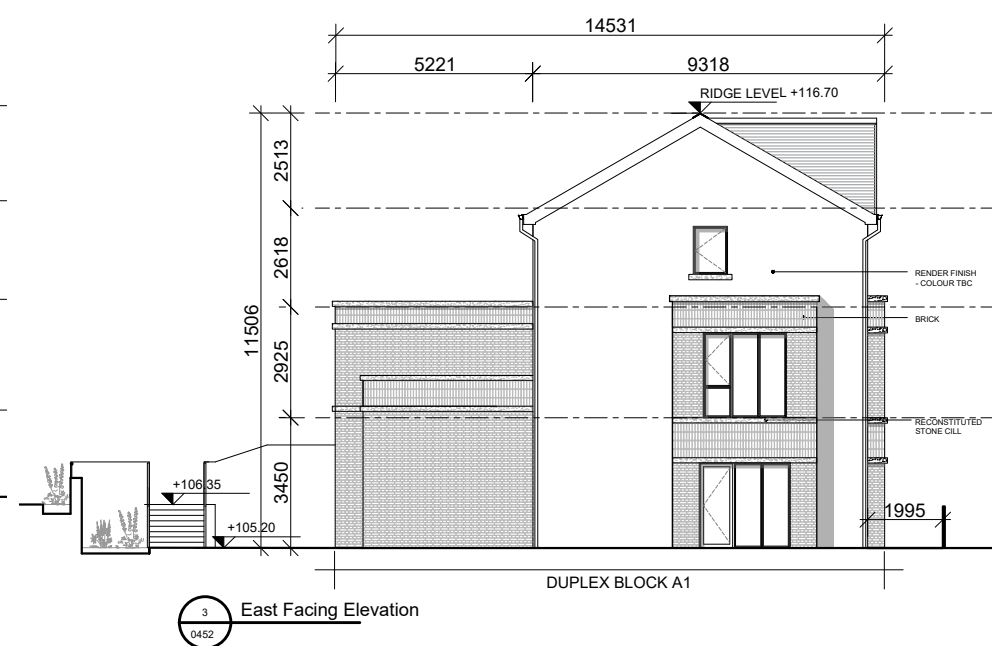 14531
5221
9318
RIDGE LEVEL +116.70
2513
2618
11506
2925
3450
RENDER FINISH
- COLOUR TBC
BRICK
RECONSTITUTED
STONE CILL
+106.35
+105.20
1995
DUPLEX BLOCK A1
3
0452
East Facing Elevation